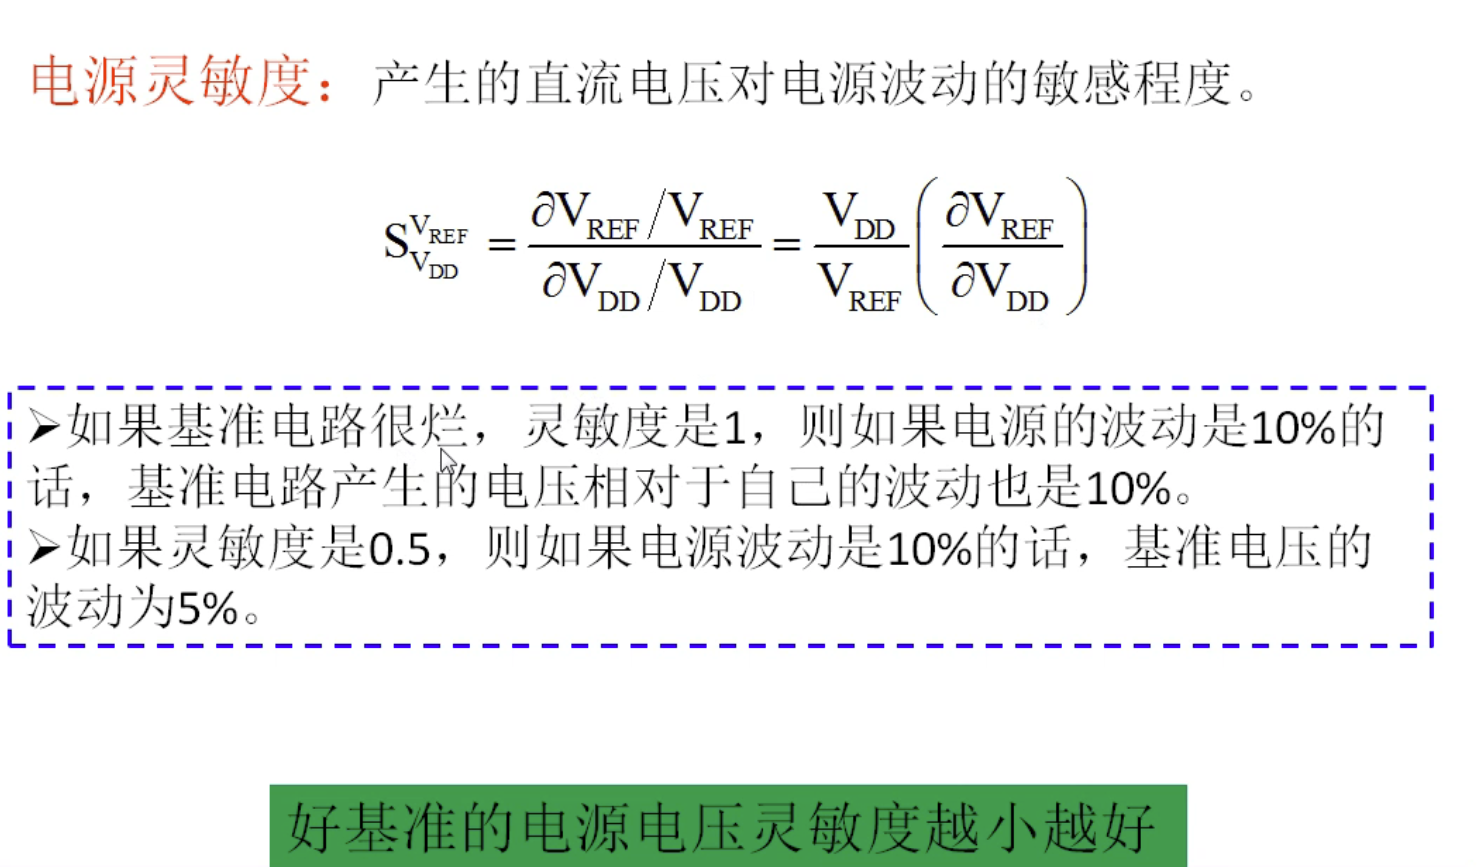 电源灵敏度：产生的直流电压对电源波动的敏感程度。
S_{V_{DD}}^{V_{REF}} = \frac{∂V_{REF}/V_{REF}}{∂V_{DD}/V_{DD}} = \frac{V_{DD}}{V_{REF}} \left( \frac{∂V_{REF}}{∂V_{DD}} \right)
➢如果基准电路很烂，灵敏度是1，则如果电源的波动是10%的
话，基准电路产生的电压相对于自己的波动也是10%。
➢如果灵敏度是0.5，则如果电源波动是10%的话，基准电压的
波动为5%。
好基准的电源电压灵敏度越小越好